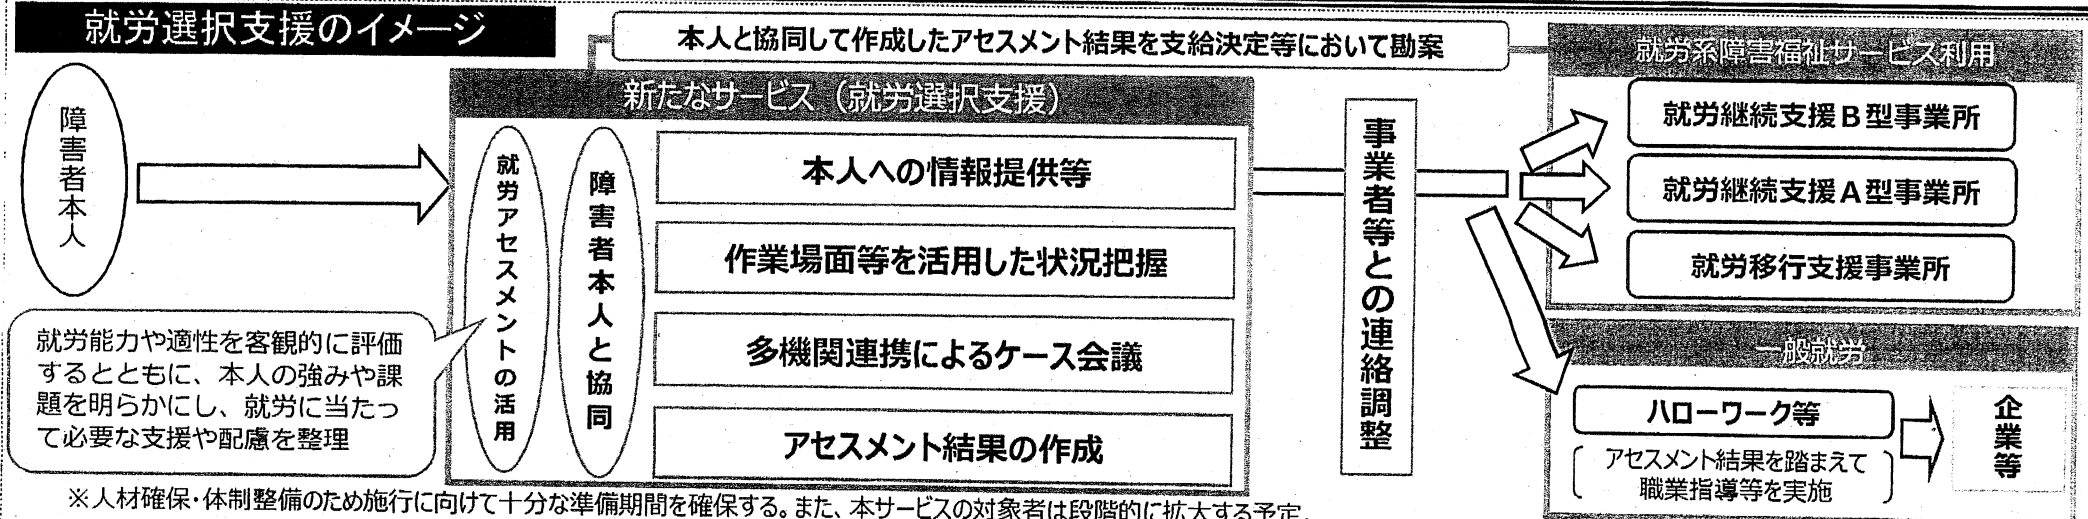 就労選択支援のイメージ
本人と協同して作成したアセスメント結果を支給決定等において勘案
障害者本人
新たなサービス（就労選択支援）
就労アセスメントの活用
障害者本人と協同
本人への情報提供等
作業場面等を活用した状況把握
多機関連携によるケース会議
アセスメント結果の作成
就労能力や適性を客観的に評価
するとともに、本人の強みや課
題を明らかにし、就労に当たっ
て必要な支援や配慮を整理
事業者等との連絡調整
就労系障害福祉サービス利用
就労継続支援Ｂ型事業所
就労継続支援Ａ型事業所
就労移行支援事業所
一般就労
ハローワーク等
アセスメント結果を踏まえて
職業指導等を実施
企業等
※人材確保・体制整備のため施行に向けて十分な準備期間を確保する。また、本サービスの対象者は段階的に拡大する予定。